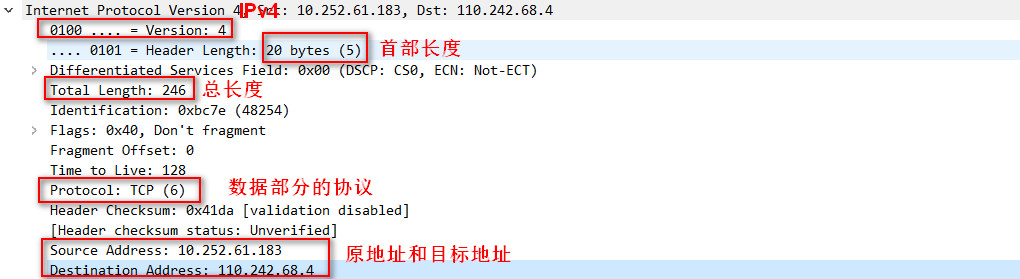 Internet Protocol Version 4, Src: 10.252.61.183, Dst: 110.242.68.4
IPv4
0100 .... = Version: 4
.... 0101 = Header Length: 20 bytes (5)
首部长度
Differentiated Services Field: 0x00 (DSCP: CS0, ECN: Not-ECT)
Total Length: 246
总长度
Identification: 0xbc7e (48254)
Flags: 0x40, Don't fragment
Fragment Offset: 0
Time to Live: 128
Protocol: TCP (6)
数据部分的协议
Header Checksum: 0x41da [validation disabled]
[Header checksum status: Unverified]
Source Address: 10.252.61.183
原地址和目标地址
Destination Address: 110.242.68.4